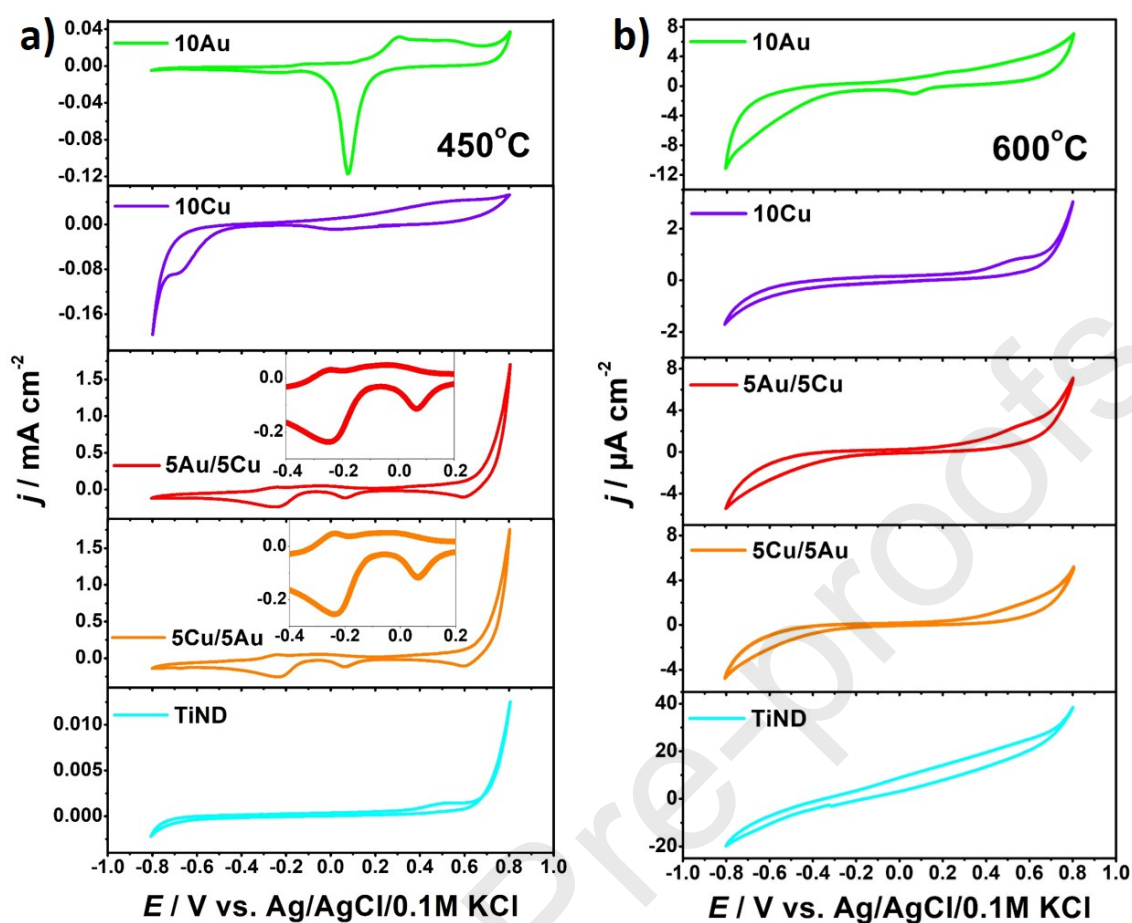 a)
0.04
0.00
-0.04
-0.08
-0.12
10Au
450°C
0.00
-0.08
-0.16
10Cu
1.5
1.0
0.5
0.0
5Au/5Cu
0.0
-0.2
-0.4 -0.2 0.0 0.2
1.5
1.0
0.5
0.0
5Cu/5Au
0.0
-0.2
-0.4 -0.2 0.0 0.2
0.010
0.005
0.000
TiND
j / mA cm-2
-1.0 -0.8 -0.6 -0.4 -0.2 0.0 0.2 0.4 0.6 0.8 1.0
E / V vs. Ag/AgCl/0.1M KCl
b)
8
4
0
-4
-8
-12
10Au
600°C
2
0
-2
10Cu
8
4
0
-4
5Au/5Cu
8
4
0
-4
5Cu/5Au
40
20
0
-20
TiND
j / µA cm-2
-1.0 -0.8 -0.6 -0.4 -0.2 0.0 0.2 0.4 0.6 0.8 1.0
E / V vs. Ag/AgCl/0.1M KCl
Pre-proofs